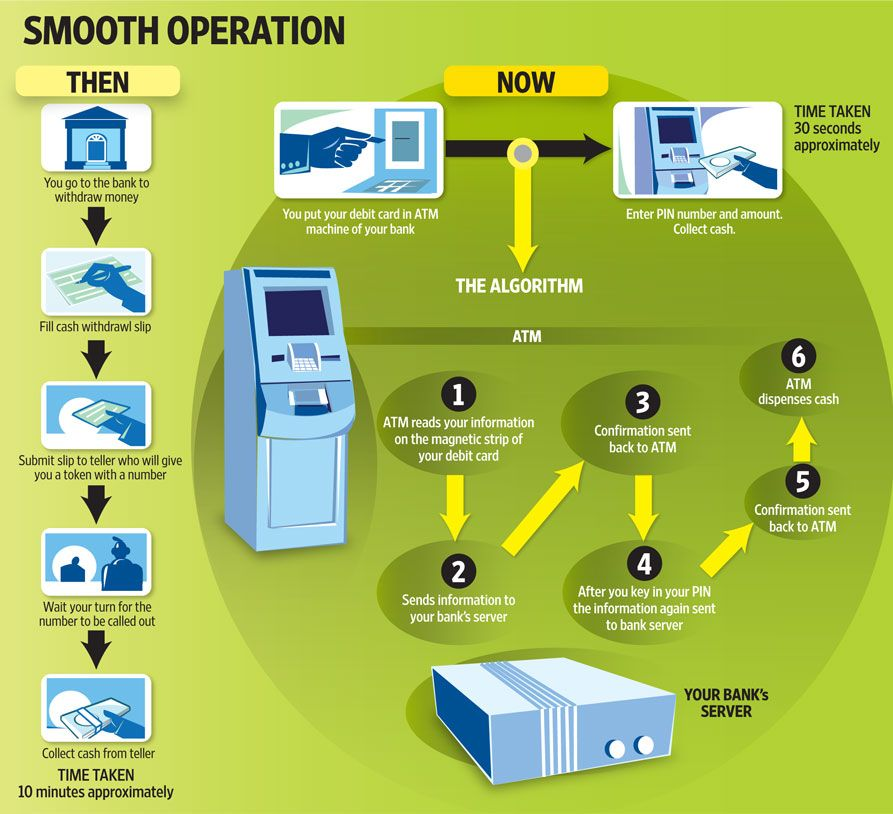 SMOOTH OPERATION
THEN
You go to the bank to
withdraw money
Fill cash withdrawl slip
Submit slip to teller who will give
you a token with a number
Wait your turn for the
number to be called out
Collect cash from teller
TIME TAKEN
10 minutes approximately
NOW
You put your debit card in ATM
machine of your bank
Enter PIN number and amount.
Collect cash.
TIME TAKEN
30 seconds
approximately
THE ALGORITHM
ATM
1
ATM reads your information
on the magnetic strip of
your debit card
2
Sends information to
your bank's server
3
Confirmation sent
back to ATM
4
After you key in your PIN
the information again sent
to bank server
5
Confirmation sent
back to ATM
6
ATM
dispenses cash
YOUR BANK's
SERVER